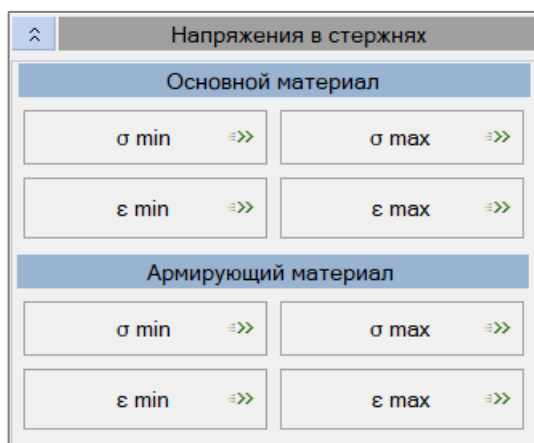 Напряжения в стержнях
Основной материал
σ min σ max
ε min ε max
Армирующий материал
σ min σ max
ε min ε max